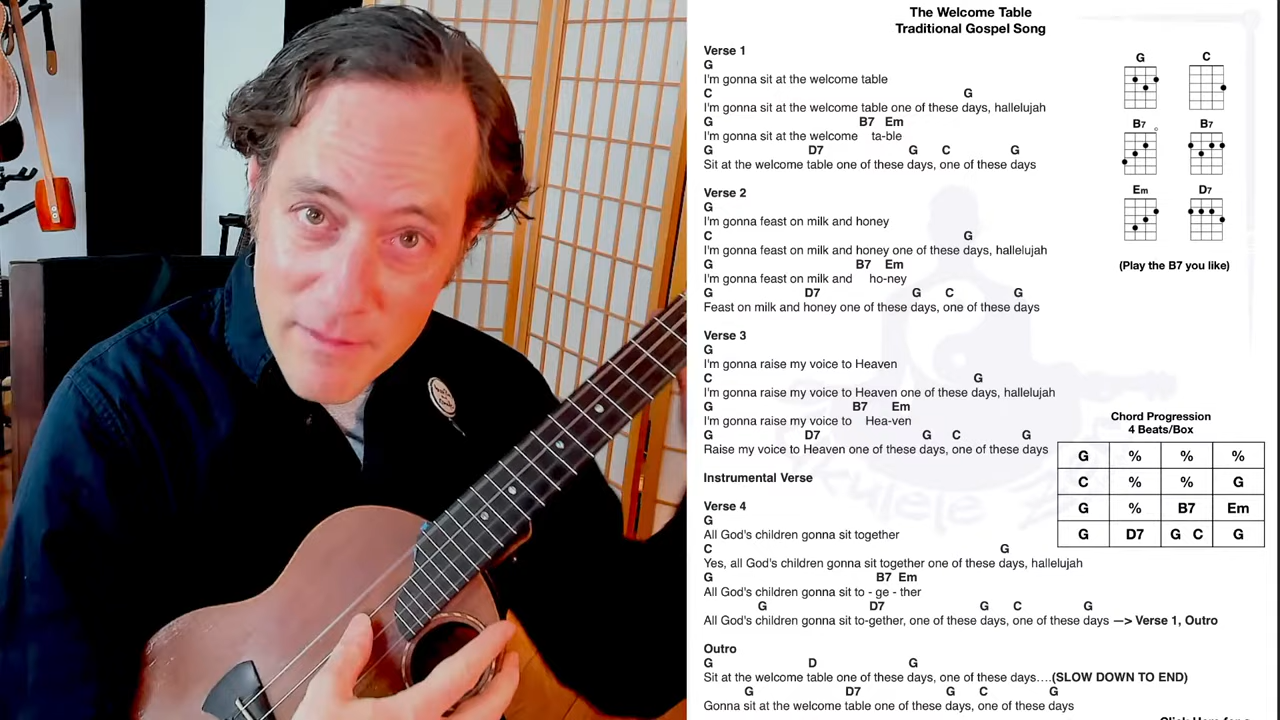 The Welcome Table
Traditional Gospel Song
Verse 1
G
I'm gonna sit at the welcome table
C G
I'm gonna sit at the welcome table one of these days, hallelujah
G B7 Em
I'm gonna sit at the welcome ta-ble
G D7 G C G
Sit at the welcome table one of these days, one of these days
Verse 2
G
I'm gonna feast on milk and honey
C G
I'm gonna feast on milk and honey one of these days, hallelujah
G B7 Em
I'm gonna feast on milk and ho-ney
G D7 G C G
Feast on milk and honey one of these days, one of these days
Verse 3
G
I'm gonna raise my voice to Heaven
C G
I'm gonna raise my voice to Heaven one of these days, hallelujah
G B7 Em
I'm gonna raise my voice to Hea-ven
G D7 G C G
Raise my voice to Heaven one of these days, one of these days
Instrumental Verse
Verse 4
G
All God's children gonna sit together
C G
Yes, all God's children gonna sit together one of these days, hallelujah
G B7 Em
All God's children gonna sit to - ge - ther
G D7 G C G
All God's children gonna sit to-gether, one of these days, one of these days —> Verse 1, Outro
Outro
G D G
Sit at the welcome table one of these days, one of these days....(SLOW DOWN TO END)
G D7 G C G
Gonna sit at the welcome table one of these days, one of these days
G C
B7 B7
Em D7
(Play the B7 you like)
Chord Progression
4 Beats/Box
G % % %
C % % G
G % B7 Em
G D7 G C G
Ukulele